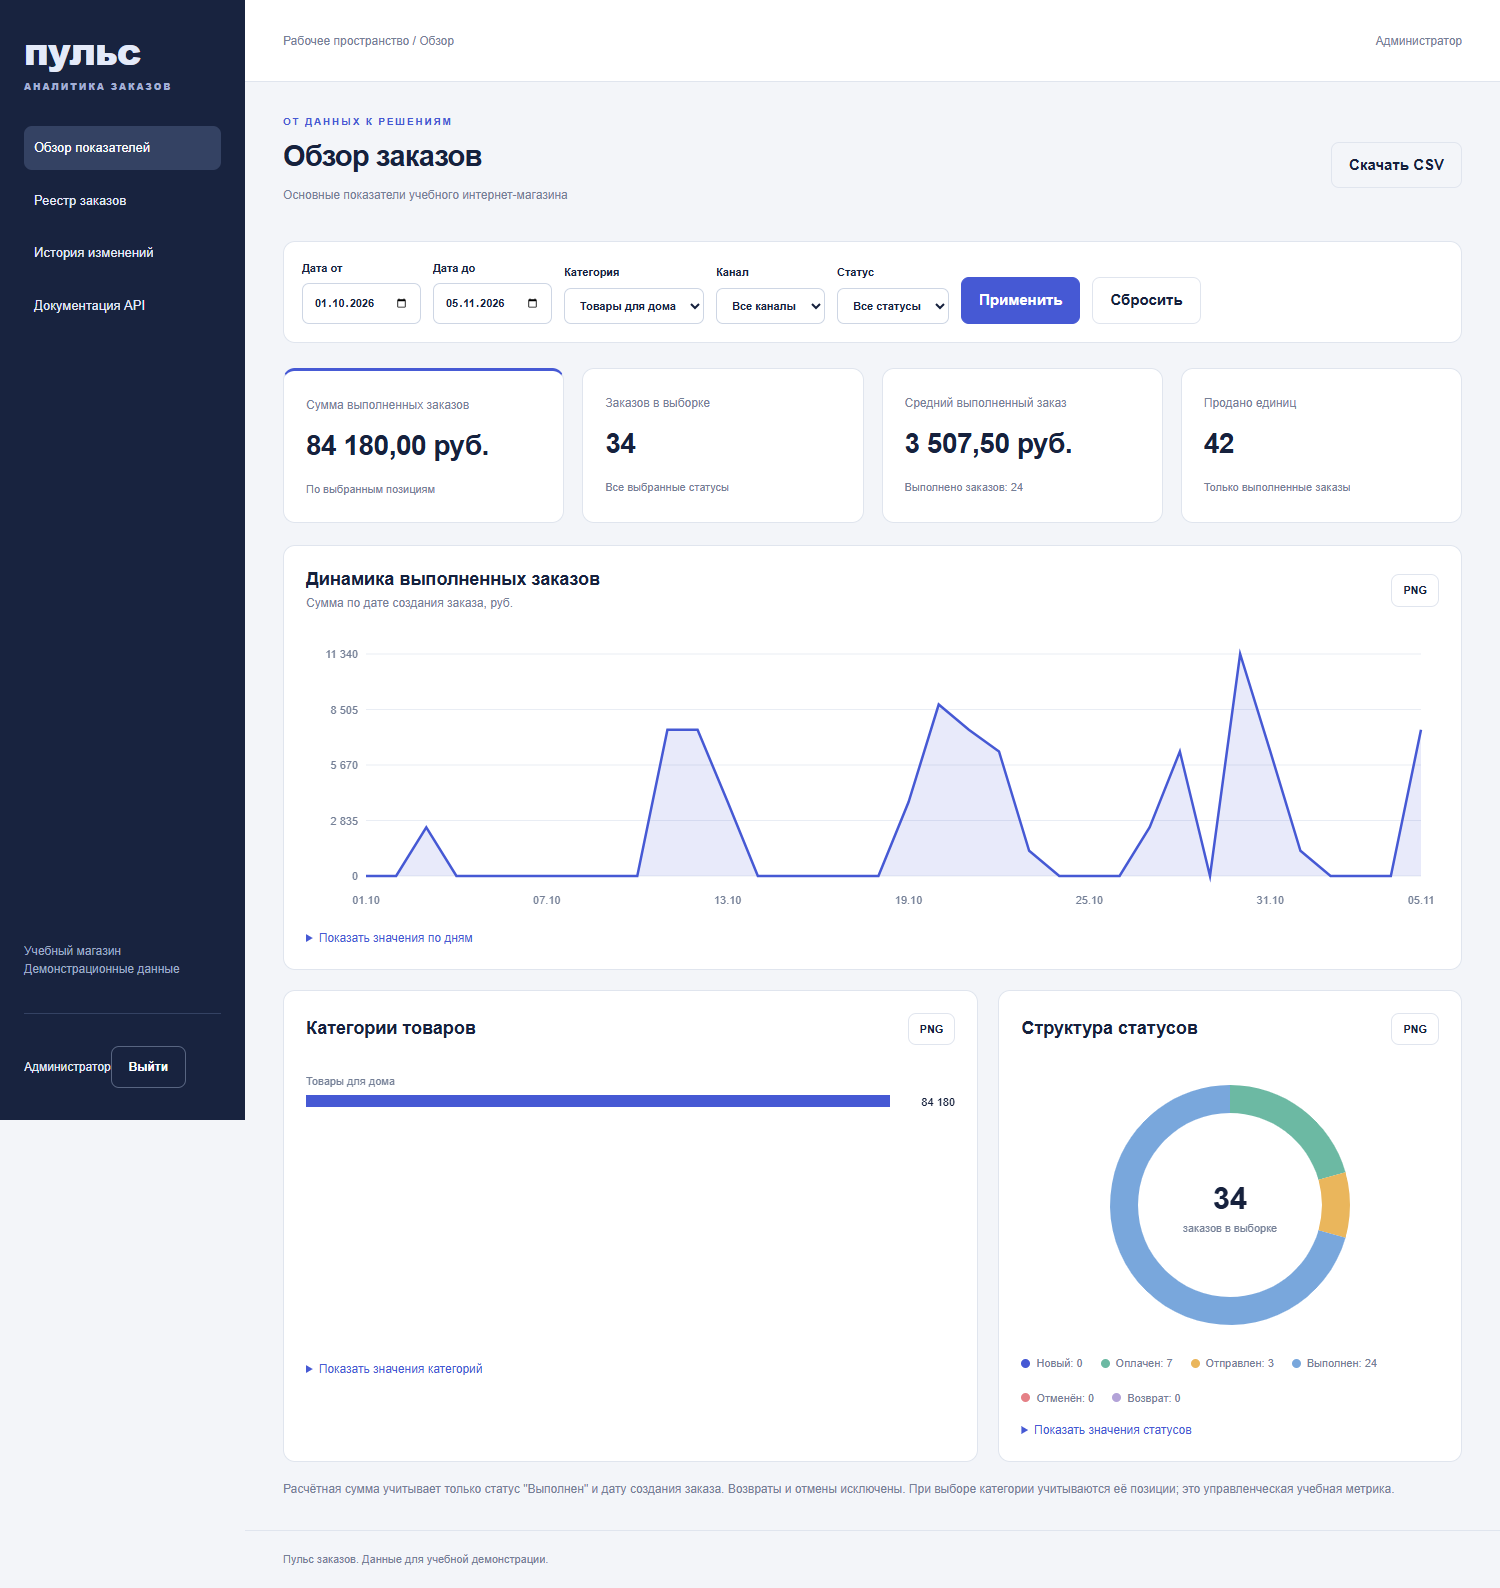 пульс
АНАЛИТИКА ЗАКАЗОВ
Обзор показателей
Реестр заказов
История изменений
Документация API
Учебный магазин
Демонстрационные данные
Администратор
Выйти
Рабочее пространство / Обзор
Администратор
ОТ ДАННЫХ К РЕШЕНИЯМ
Обзор заказов
Основные показатели учебного интернет-магазина
Скачать CSV
Дата от
01.10.2026
Дата до
05.11.2026
Категория
Товары для дома
Канал
Все каналы
Статус
Все статусы
Применить
Сбросить
Сумма выполненных заказов
84 180,00 руб.
По выбранным позициям
Заказов в выборке
34
Все выбранные статусы
Средний выполненный заказ
3 507,50 руб.
Выполнено заказов: 24
Продано единиц
42
Только выполненные заказы
Динамика выполненных заказов
Сумма по дате создания заказа, руб.
PNG
11 340
8 505
5 670
2 835
0
01.10 07.10 13.10 19.10 25.10 31.10 05.11
Показать значения по дням
Категории товаров
PNG
Товары для дома
84 180
Показать значения категорий
Структура статусов
PNG
34
заказов в выборке
Новый: 0 Оплачен: 7 Отправлен: 3 Выполнен: 24
Отменён: 0 Возврат: 0
Показать значения статусов
Расчётная сумма учитывает только статус "Выполнен" и дату создания заказа. Возвраты и отмены исключены. При выборе категории учитываются её позиции; это управленческая учебная метрика.
Пульс заказов. Данные для учебной демонстрации.